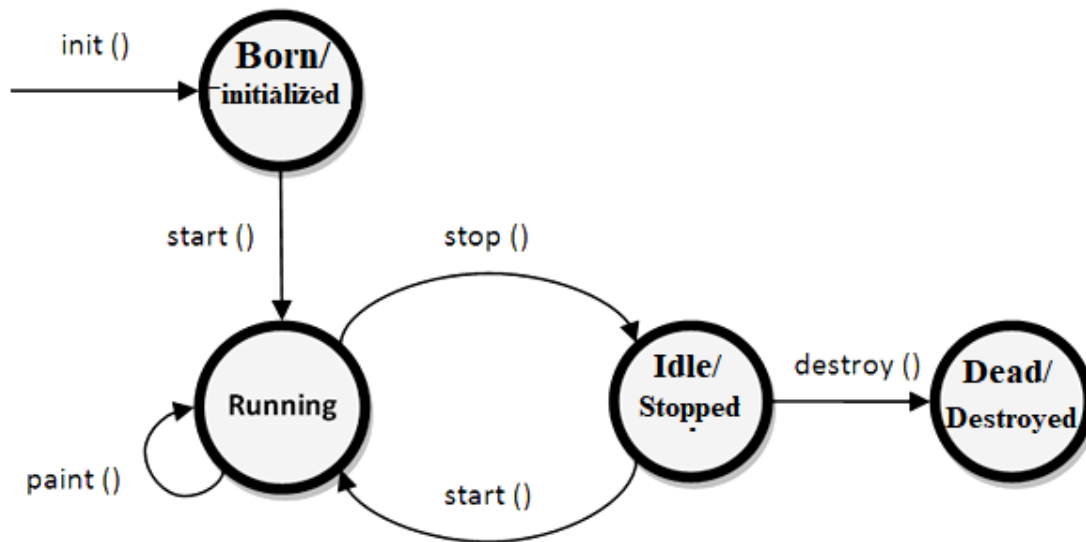 init ()
Born/
initialized
start ()
stop ()
Idle/
Stopped
destroy ()
Dead/
Destroyed
Running
paint ()
start ()